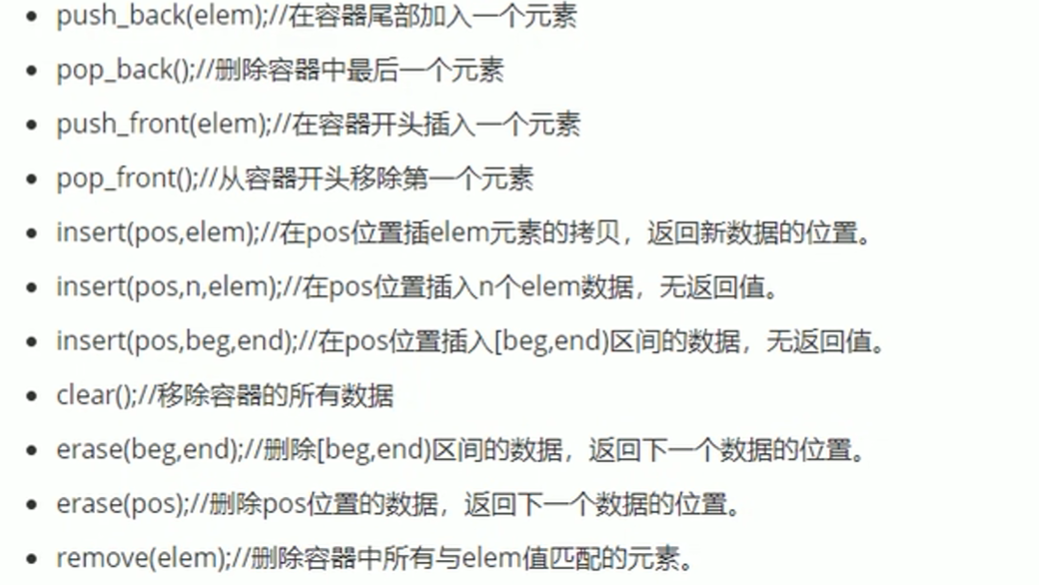 • push_back(elem);//在容器尾部加入一个元素
• pop_back();//删除容器中最后一个元素
• push_front(elem);//在容器开头插入一个元素
• pop_front();//从容器开头移除第一个元素
• insert(pos,elem);//在pos位置插elem元素的拷贝，返回新数据的位置。
• insert(pos,n,elem);//在pos位置插入n个elem数据，无返回值。
• insert(pos,beg,end);//在pos位置插入[beg,end)区间的数据，无返回值。
• clear();//移除容器的所有数据
• erase(beg,end);//删除[beg,end)区间的数据，返回下一个数据的位置。
• erase(pos);//删除pos位置的数据，返回下一个数据的位置。
• remove(elem);//删除容器中所有与elem值匹配的元素。